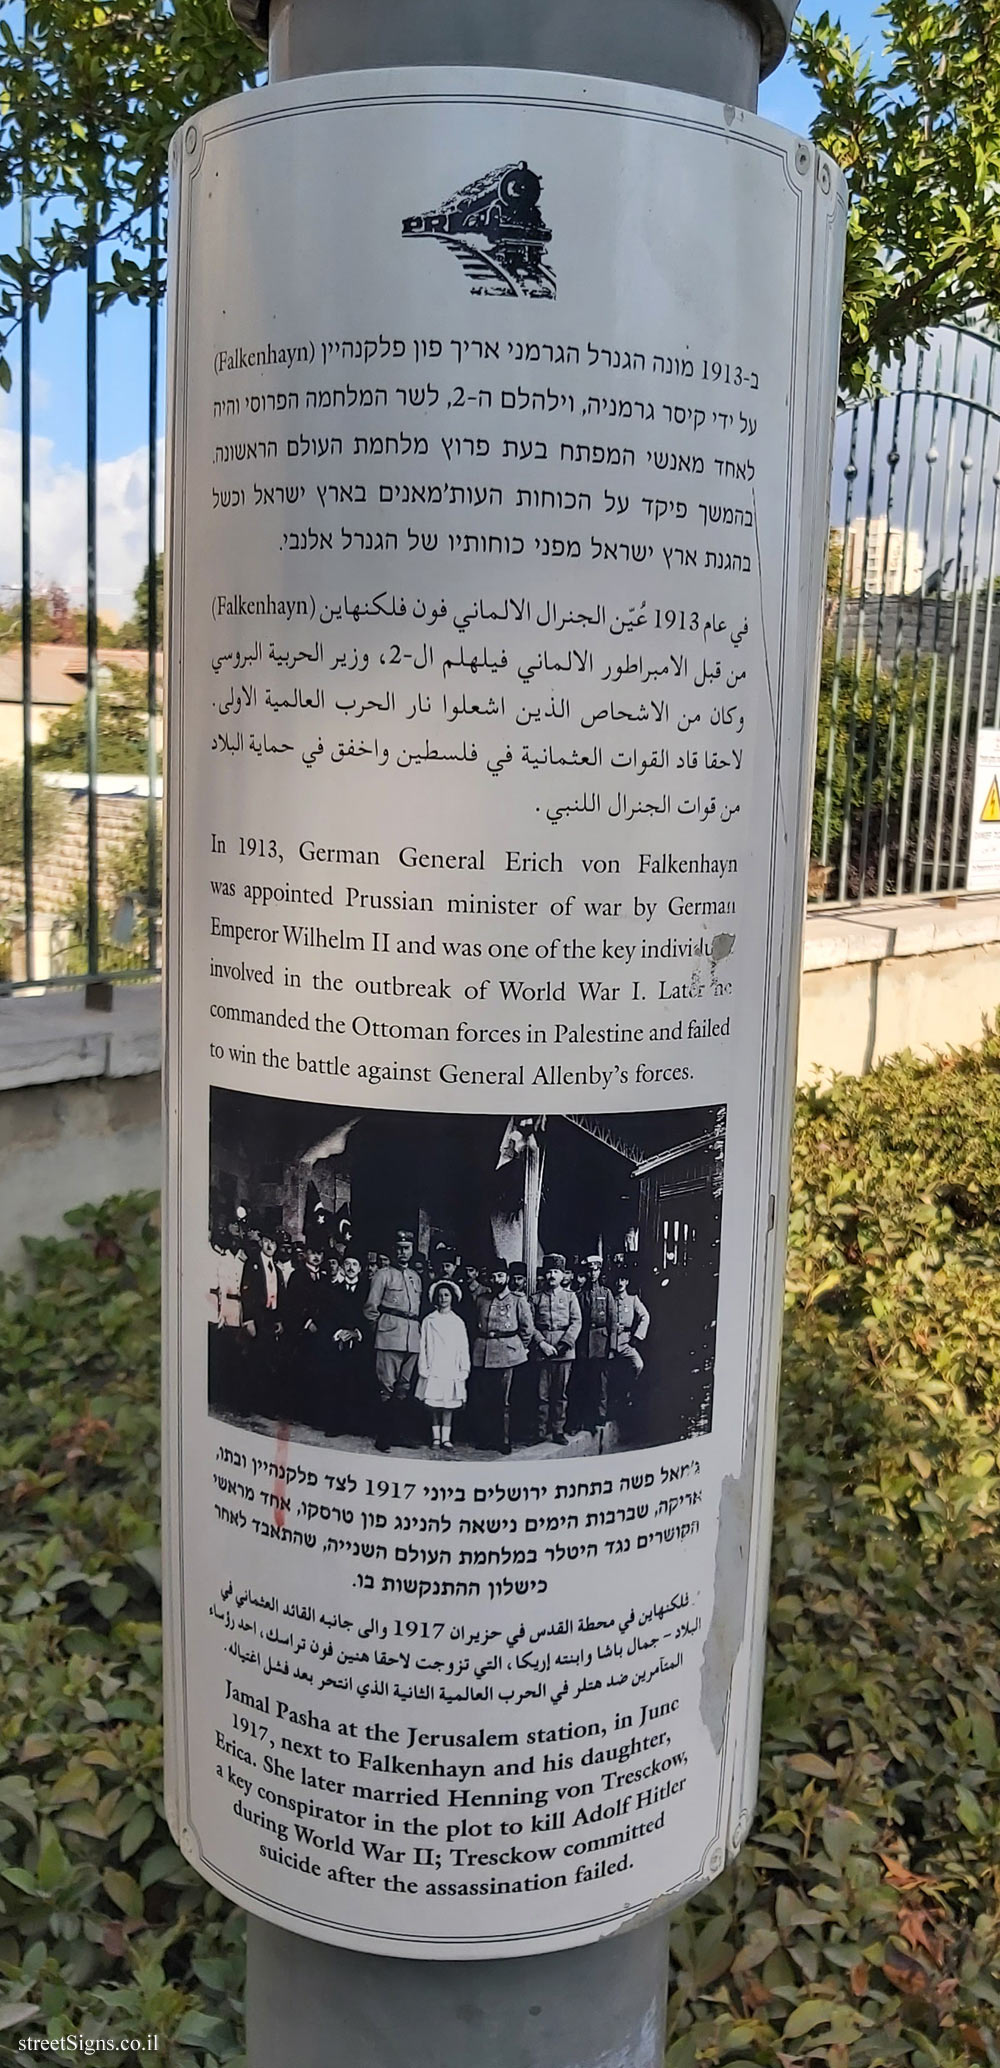 ב-1913 מונה הגנרל הגרמני אריך פון פלקנהיין (Falkenhayn)
על ידי קיסר גרמניה, וילהלם ה-2, לשר המלחמה הפרוסי והיה
לאחד מאנשי המפתח בעת פרוץ מלחמת העולם הראשונה.
בהמשך פיקד על הכוחות העות'מאנים בארץ ישראל וכשל
בהגנת ארץ ישראל מפני כוחותיו של הגנרל אלנבי.
في عام 1913 عُيّن الجنرال الالماني فون فلكنهاين (Falkenhayn)
من قبل الامبراطور الالماني فيلهلم ال-2، وزير الحربية البروسي
وكان من الاشحاص الذين اشعلوا نار الحرب العالمية الاولى.
لاحقا قاد القوات العثمانية في فلسطين واخفق في حماية البلاد
من قوات الجنرال اللنبي .
In 1913, German General Erich von Falkenhayn
was appointed Prussian minister of war by German
Emperor Wilhelm II and was one of the key
involved in the outbreak of World War I. Later he
commanded the Ottoman forces in Palestine and failed
to win the battle against General Allenby's forces.
ג'מאל פשה בתחנת ירושלים ביוני 1917 לצד פלקנהיין ובתו,
אריקה, שברבות הימים נישאה להנינג פון טרסקו, אחד מראשי
הקושרים נגד היטלר במלחמת העולם השנייה, שהתאבד לאחר
כישלון ההתנקשות בו.
فلكنهاين في محطة القدس في حزيران 1917 والى جانبه القائد العثماني في
البلاد – جمال باشا وابنته إريكا، التي تزوجت لاحقا هنين فون تراسك، احد رؤساء
المتآمرين ضد هتلر في الحرب العالمية الثانية الذي انتحر بعد فشل اغتياله.
Jamal Pasha at the Jerusalem station, in June
1917, next to Falkenhayn and his daughter,
Erica. She later married Henning von Tresckow,
a key conspirator in the plot to kill Adolf Hitler
during World War II; Tresckow committed
suicide after the assassination failed.
streetSigns.co.il